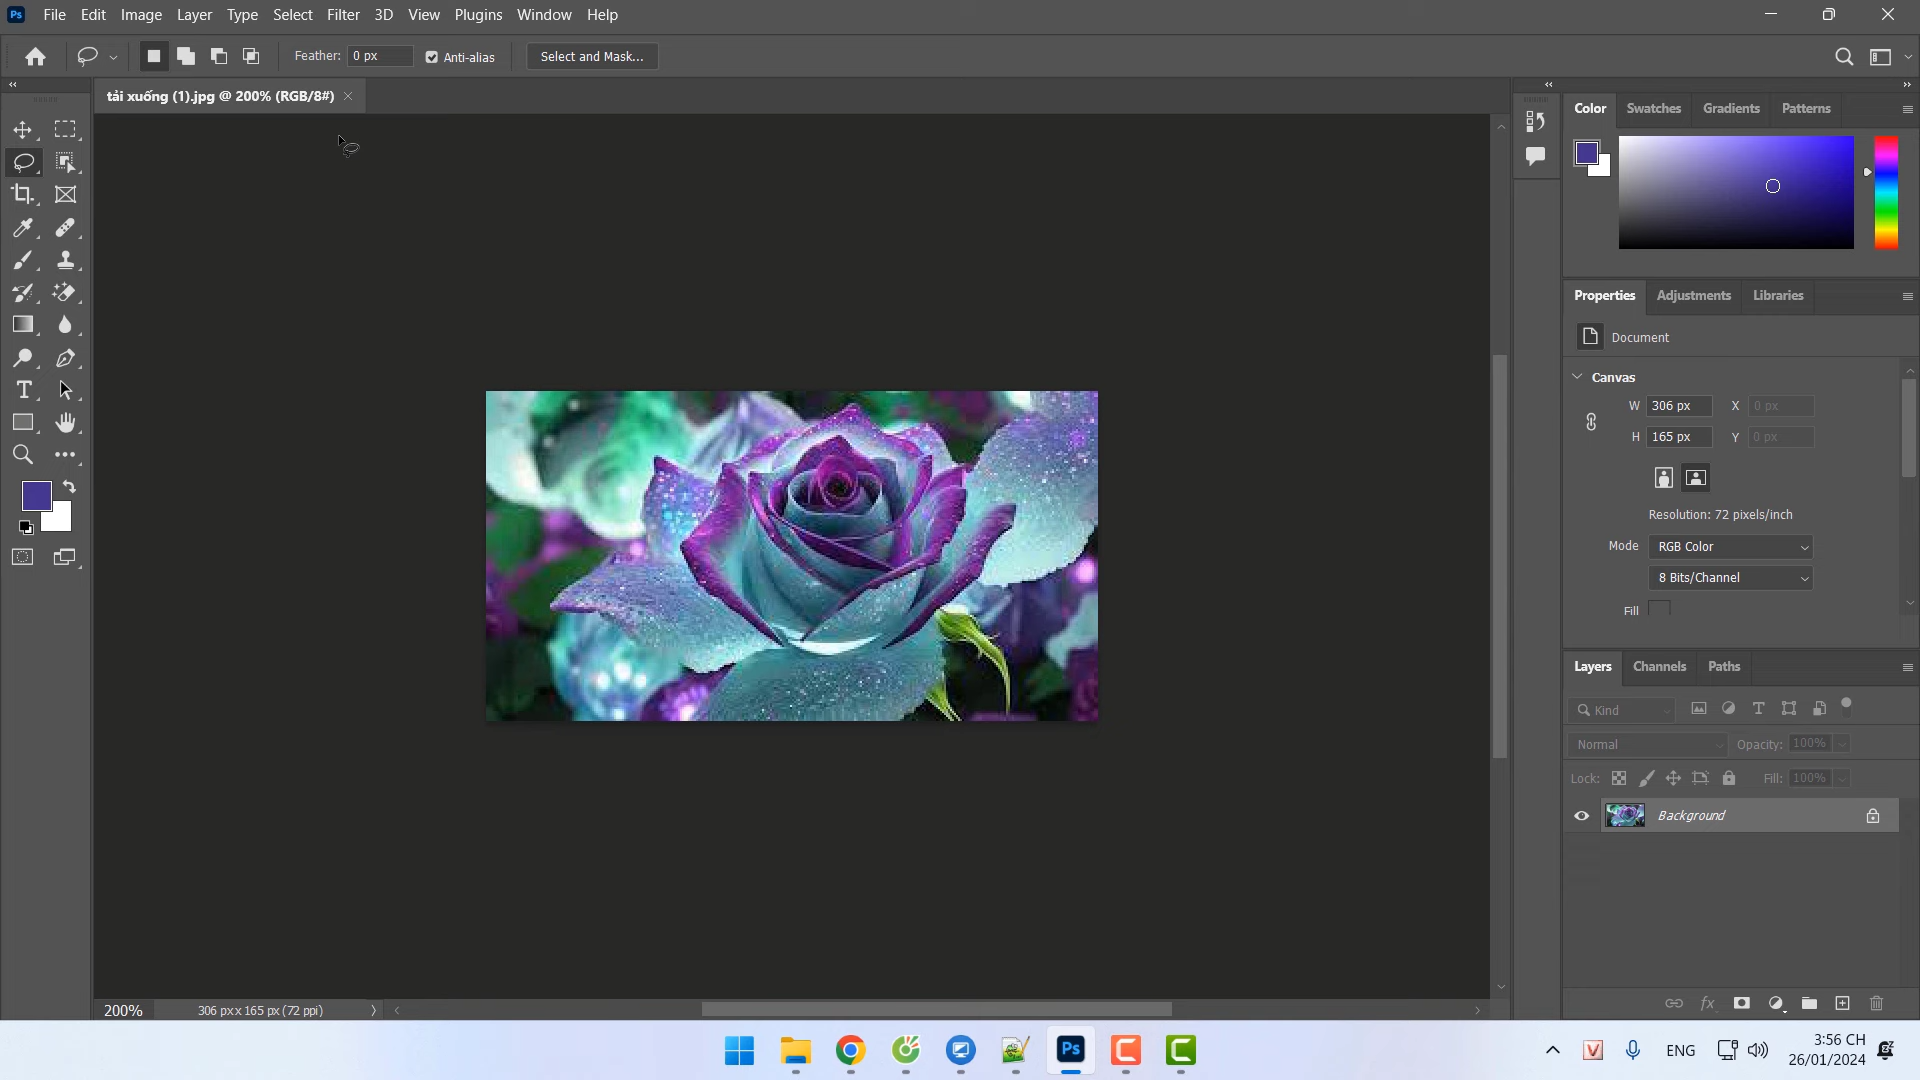 Ps File Edit Image Layer Type Select Filter 3D View Plugins Window Help
Feather: 0 px Anti-alias Select and Mask...
tải xuống (1).jpg @ 200% (RGB/8#)
Color Swatches Gradients Patterns
Properties Adjustments Libraries
Document
Canvas
W 306 px X 0 px
H 165 px Y 0 px
Resolution: 72 pixels/inch
Mode RGB Color
8 Bits/Channel
Fill
Layers Channels Paths
Kind
Normal Opacity: 100%
Lock: Fill: 100%
Background
200% 306 px x 165 px (72 ppi)
Ps
ENG
3:56 CH
26/01/2024